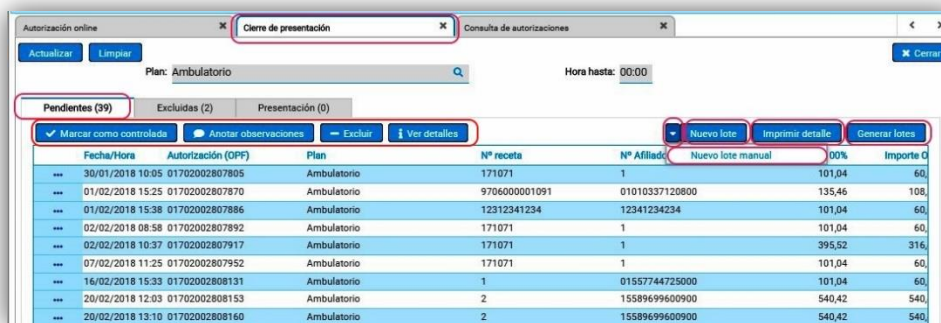 Autorización online Cierre de presentación Consulta de autorizaciones
Actualizar Limpiar Cerrar
Plan: Ambulatorio Hora hasta: 00:00
Pendientes (39) Excluidas (2) Presentación (0)
Marcar como controlada Anotar observaciones Excluir Ver detalles Nuevo lote Imprimir detalle Generar lotes
Fecha/Hora Autorización (OPF) Plan Nº receta Nº Afiliado Nuevo lote manual 00% Importe O
30/01/2018 10:05 01702002807805 Ambulatorio 171071 1 101,04 60,
01/02/2018 15:25 01702002807870 Ambulatorio 9706000001091 01010337120800 135,46 108,
01/02/2018 15:38 01702002807886 Ambulatorio 12312341234 12341234234 101,04 60,
02/02/2018 08:58 01702002807892 Ambulatorio 171071 1 101,04 60,
02/02/2018 10:37 01702002807917 Ambulatorio 171071 1 395,52 316,
07/02/2018 11:25 01702002807952 Ambulatorio 171071 1 101,04 60,
16/02/2018 15:33 01702002808131 Ambulatorio 1 01557744725000 101,04 60,
20/02/2018 12:03 01702002808153 Ambulatorio 2 15589699600900 540,42 540,
20/02/2018 13:10 01702002808160 Ambulatorio 2 15589699600900 540,42 540,